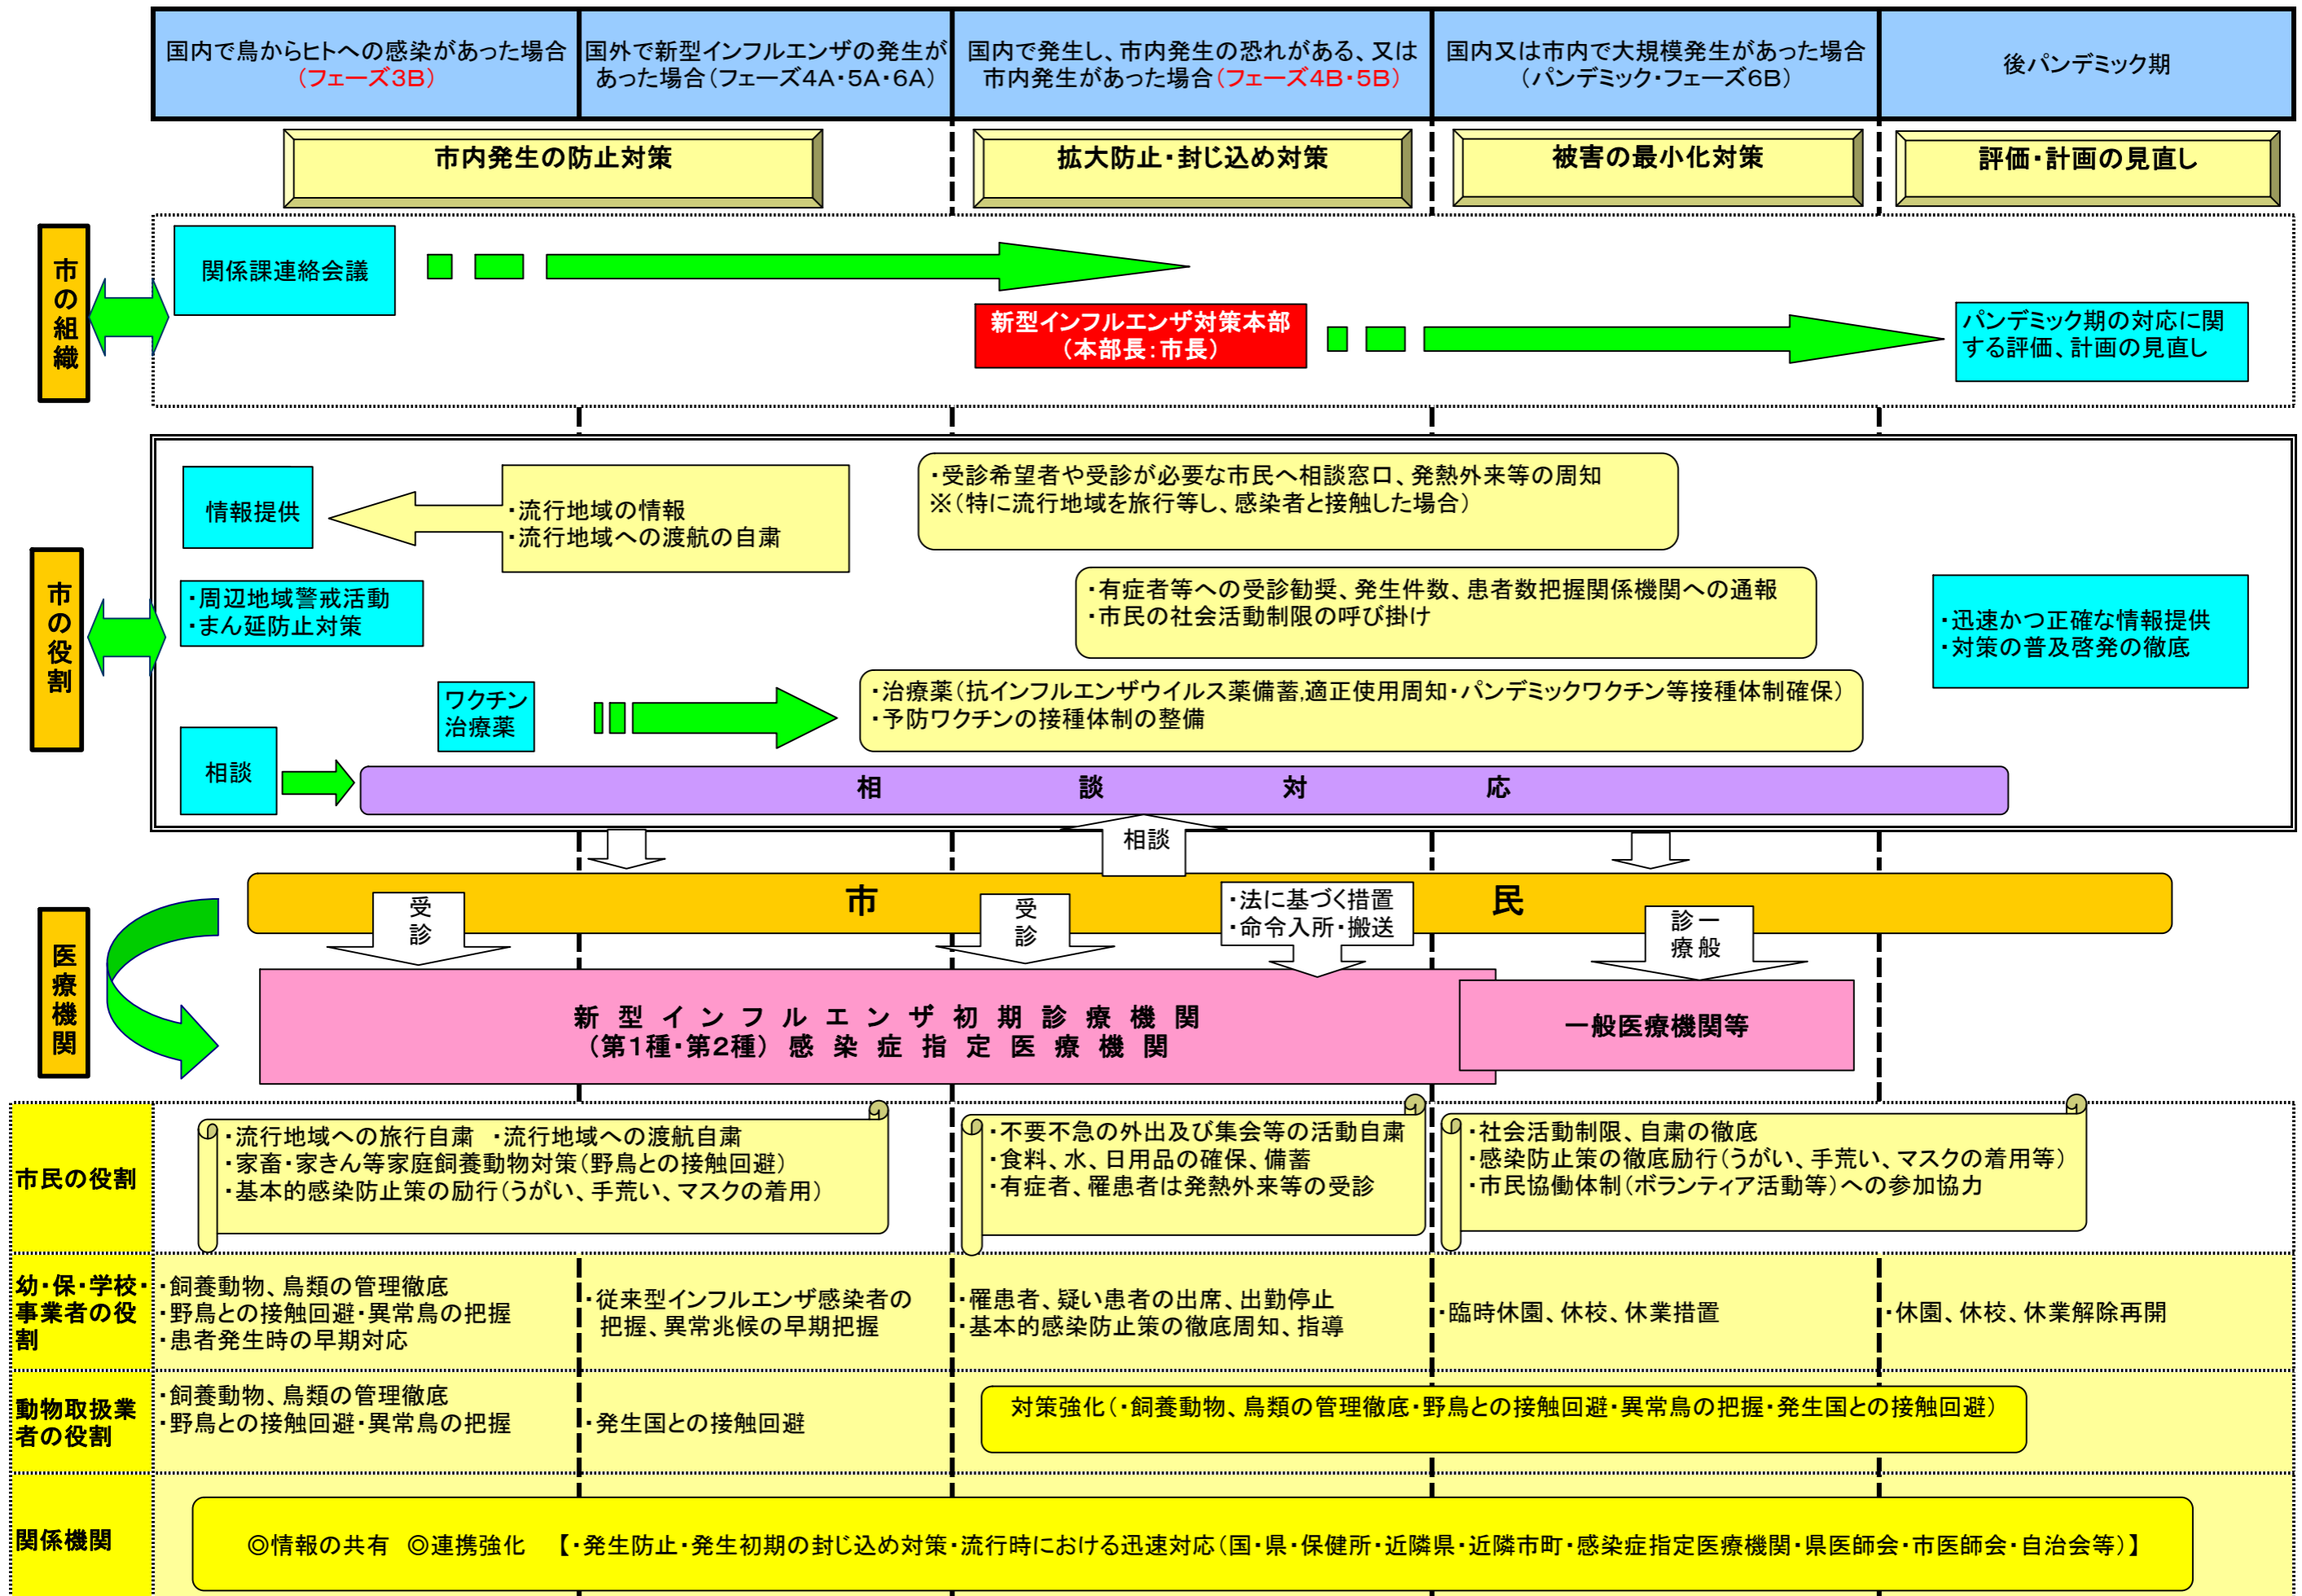 国内で鳥からヒトへの感染があった場合
(フェーズ3B)
国外で新型インフルエンザの発生が
あった場合(フェーズ4A・5A・6A)
国内で発生し、市内発生の恐れがある、又は
市内発生があった場合(フェーズ4B・5B)
国内又は市内で大規模発生があった場合
(パンデミック・フェーズ6B)
後パンデミック期
市内発生の防止対策
拡大防止・封じ込め対策
被害の最小化対策
評価・計画の見直し
市の組織
関係課連絡会議
新型インフルエンザ対策本部
(本部長:市長)
パンデミック期の対応に関
する評価、計画の見直し
市の役割
情報提供
・流行地域の情報
・流行地域への渡航の自粛
・受診希望者や受診が必要な市民へ相談窓口、発熱外来等の周知
※(特に流行地域を旅行等し、感染者と接触した場合)
・周辺地域警戒活動
・まん延防止対策
・有症者等への受診勧奨、発生件数、患者数把握関係機関への通報
・市民の社会活動制限の呼び掛け
・迅速かつ正確な情報提供
・対策の普及啓発の徹底
ワクチン
治療薬
・治療薬(抗インフルエンザウイルス薬備蓄,適正使用周知・パンデミックワクチン等接種体制確保)
・予防ワクチンの接種体制の整備
相談
相談対応
相談
市民
受診
受診
・法に基づく措置
・命令入所・搬送
一般診療
医療機関
新型インフルエンザ初期診療機関
(第1種・第2種)感染症指定医療機関
一般医療機関等
市民の役割
・流行地域への旅行自粛 ・流行地域への渡航自粛
・家畜・家きん等家庭飼養動物対策(野鳥との接触回避)
・基本的感染防止策の励行(うがい、手荒い、マスクの着用)
・不要不急の外出及び集会等の活動自粛
・食料、水、日用品の確保、備蓄
・有症者、罹患者は発熱外来等の受診
・社会活動制限、自粛の徹底
・感染防止策の徹底励行(うがい、手荒い、マスクの着用等)
・市民協働体制(ボランティア活動等)への参加協力
幼・保・学校・
事業者の役
割
・飼養動物、鳥類の管理徹底
・野鳥との接触回避・異常鳥の把握
・患者発生時の早期対応
・従来型インフルエンザ感染者の
把握、異常兆候の早期把握
・罹患者、疑い患者の出席、出勤停止
・基本的感染防止策の徹底周知、指導
・臨時休園、休校、休業措置
・休園、休校、休業解除再開
動物取扱業
者の役割
・飼養動物、鳥類の管理徹底
・野鳥との接触回避・異常鳥の把握
・発生国との接触回避
対策強化(・飼養動物、鳥類の管理徹底・野鳥との接触回避・異常鳥の把握・発生国との接触回避)
関係機関
◎情報の共有 ◎連携強化 【・発生防止・発生初期の封じ込め対策・流行時における迅速対応(国・県・保健所・近隣県・近隣市町・感染症指定医療機関・県医師会・市医師会・自治会等)】